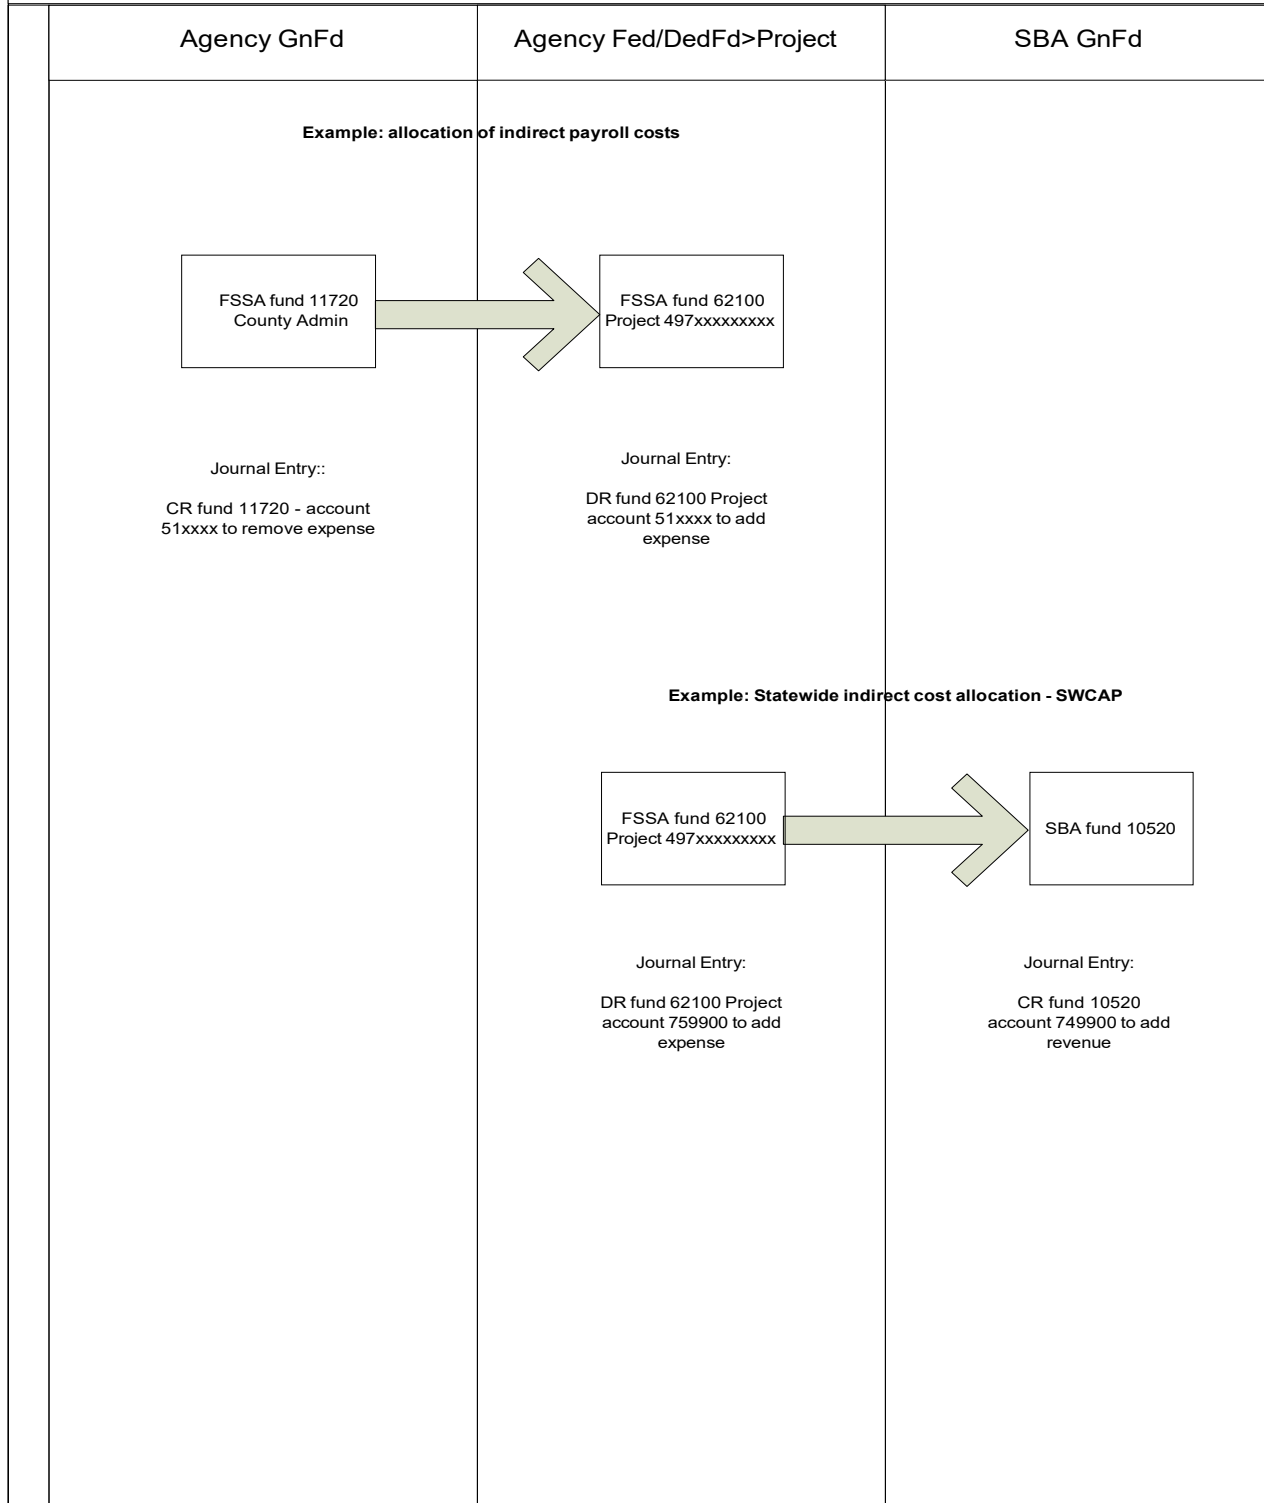 Agency GnFd
Agency Fed/DedFd>Project
SBA GnFd
Example: allocation of indirect payroll costs
FSSA fund 11720
County Admin
FSSA fund 62100
Project 497xxxxxxxxx
Journal Entry::
CR fund 11720 - account
51xxxx to remove expense
Journal Entry:
DR fund 62100 Project
account 51xxxx to add
expense
Example: Statewide indirect cost allocation - SWCAP
FSSA fund 62100
Project 497xxxxxxxxx
SBA fund 10520
Journal Entry:
DR fund 62100 Project
account 759900 to add
expense
Journal Entry:
CR fund 10520
account 749900 to add
revenue